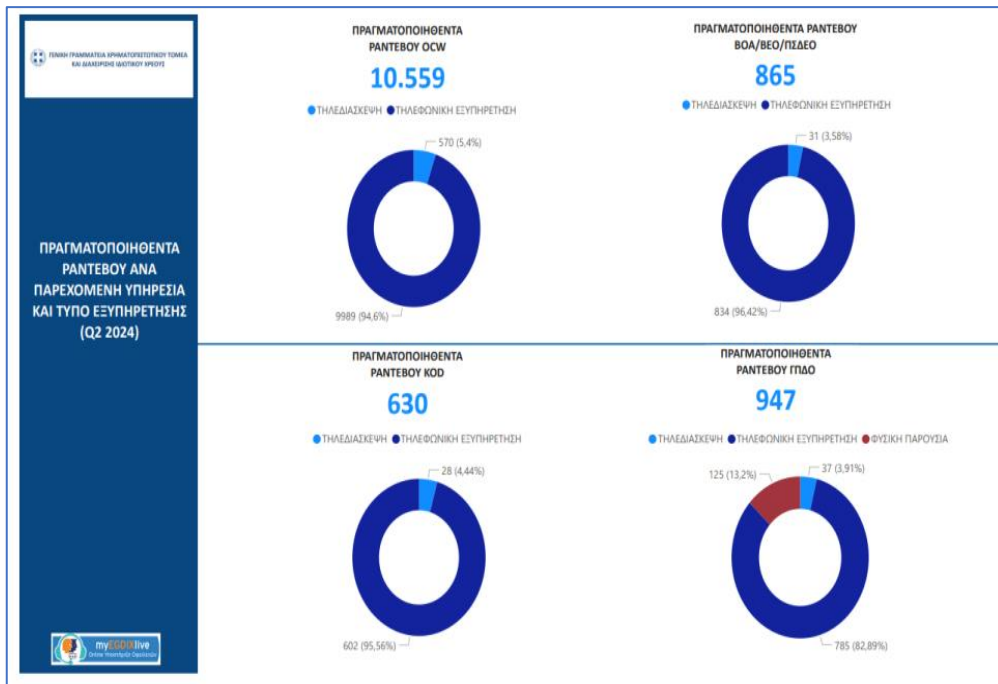 ΓΕΝΙΚΗ ΓΡΑΜΜΑΤΕΙΑ ΧΡΗΜΑΤΟΠΙΣΤΩΤΙΚΟΥ ΤΟΜΕΑ
ΚΑΙ ΔΙΑΧΕΙΡΙΣΗΣ ΙΔΙΩΤΙΚΟΥ ΧΡΕΟΥΣ
ΠΡΑΓΜΑΤΟΠΟΙΗΘΕΝΤΑ
ΡΑΝΤΕΒΟΥ ΑΝΑ
ΠΑΡΕΧΟΜΕΝΗ ΥΠΗΡΕΣΙΑ
ΚΑΙ ΤΥΠΟ ΕΞΥΠΗΡΕΤΗΣΗΣ
(Q2 2024)
myEGDIXlive
Online Υποστήριξη Οφειλετών
ΠΡΑΓΜΑΤΟΠΟΙΗΘΕΝΤΑ
ΡΑΝΤΕΒΟΥ OCW
10.559
ΤΗΛΕΔΙΑΣΚΕΨΗ ΤΗΛΕΦΩΝΙΚΗ ΕΞΥΠΗΡΕΤΗΣΗ
570 (5,4%)
9989 (94,6%)
ΠΡΑΓΜΑΤΟΠΟΙΗΘΕΝΤΑ ΡΑΝΤΕΒΟΥ
ΒΟΑ/ΒΕΟ/ΠΣΔΕΟ
865
ΤΗΛΕΔΙΑΣΚΕΨΗ ΤΗΛΕΦΩΝΙΚΗ ΕΞΥΠΗΡΕΤΗΣΗ
31 (3,58%)
834 (96,42%)
ΠΡΑΓΜΑΤΟΠΟΙΗΘΕΝΤΑ
ΡΑΝΤΕΒΟΥ KOD
630
ΤΗΛΕΔΙΑΣΚΕΨΗ ΤΗΛΕΦΩΝΙΚΗ ΕΞΥΠΗΡΕΤΗΣΗ
28 (4,44%)
602 (95,56%)
ΠΡΑΓΜΑΤΟΠΟΙΗΘΕΝΤΑ
ΡΑΝΤΕΒΟΥ ΓΠΔΟ
947
ΤΗΛΕΔΙΑΣΚΕΨΗ ΤΗΛΕΦΩΝΙΚΗ ΕΞΥΠΗΡΕΤΗΣΗ ΦΥΣΙΚΗ ΠΑΡΟΥΣΙΑ
125 (13,2%)
37 (3,91%)
785 (82,89%)